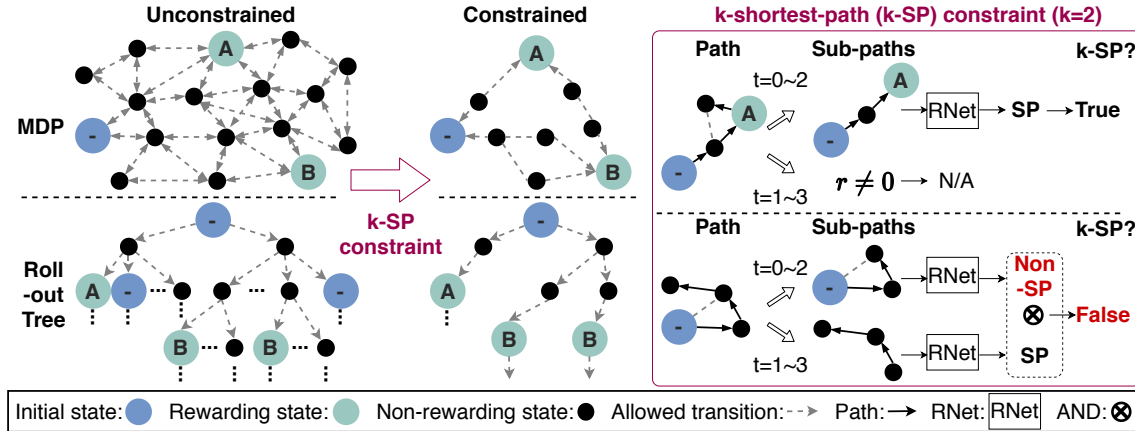 Unconstrained
Constrained
k-shortest-path (k-SP) constraint (k=2)
MDP
A
-
B
A
-
B
k-SP
constraint
Roll
-out
Tree
-
A
-
...
...
-
B
...
B
...
-
A
B
B
Path
Sub-paths
k-SP?
t=0~2
A
-
A
-
RNet
SP
True
t=1~3
r ≠ 0
N/A
Path
Sub-paths
k-SP?
t=0~2
-
-
RNet
Non
-SP
⊗
False
t=1~3
RNet
SP
Initial state: Rewarding state: Non-rewarding state: Allowed transition: Path: RNet: RNet AND: ⊗